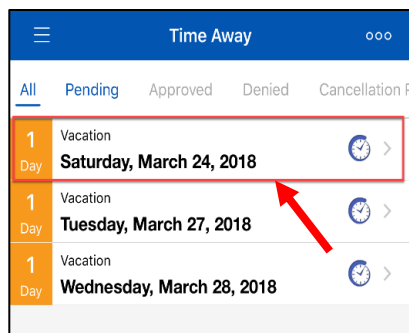 Time Away
All Pending Approved Denied Cancellation
1 Day
Vacation
Saturday, March 24, 2018
1 Day
Vacation
Tuesday, March 27, 2018
1 Day
Vacation
Wednesday, March 28, 2018